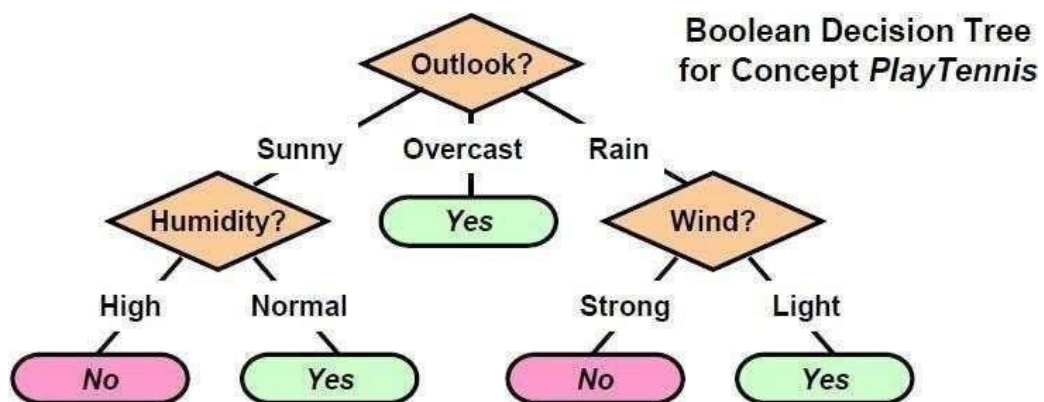 Boolean Decision Tree
for Concept PlayTennis
Outlook?
Sunny Overcast Rain
Humidity? Yes Wind?
High Normal Strong Light
No Yes No Yes